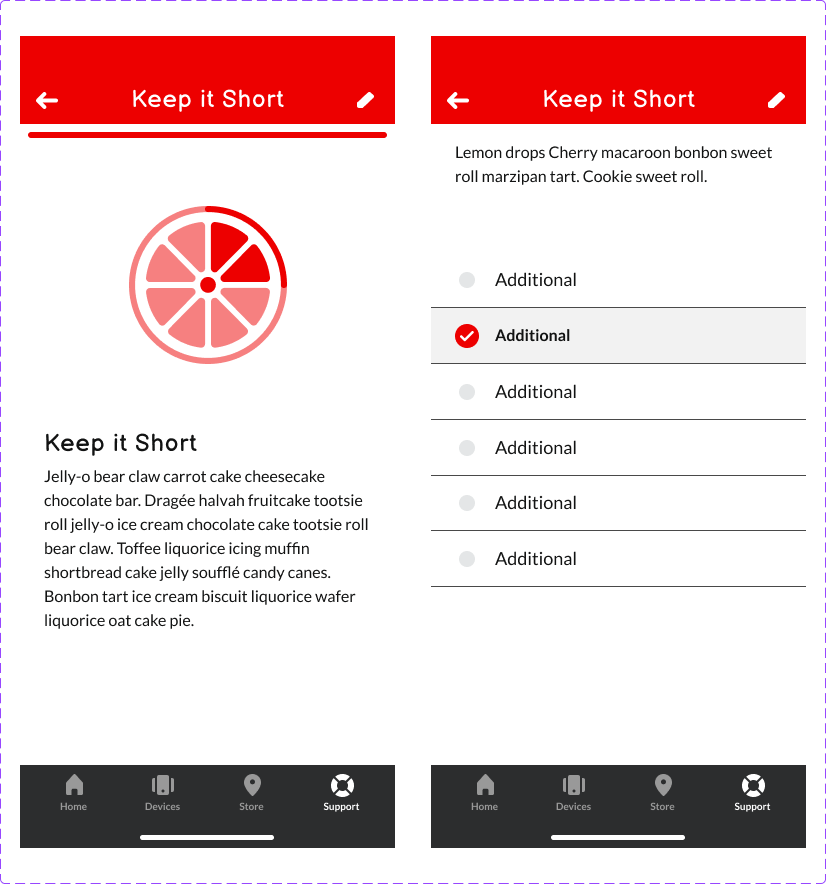 Keep it Short
Keep it Short
Jelly-o bear claw carrot cake cheesecake
chocolate bar. Dragée halvah fruitcake tootsie
roll jelly-o ice cream chocolate cake tootsie roll
bear claw. Toffee liquorice icing muffin
shortbread cake jelly soufflé candy canes.
Bonbon tart ice cream biscuit liquorice wafer
liquorice oat cake pie.
Home Devices Store Support
Keep it Short
Lemon drops Cherry macaroon bonbon sweet
roll marzipan tart. Cookie sweet roll.
Additional
Additional
Additional
Additional
Additional
Additional
Home Devices Store Support